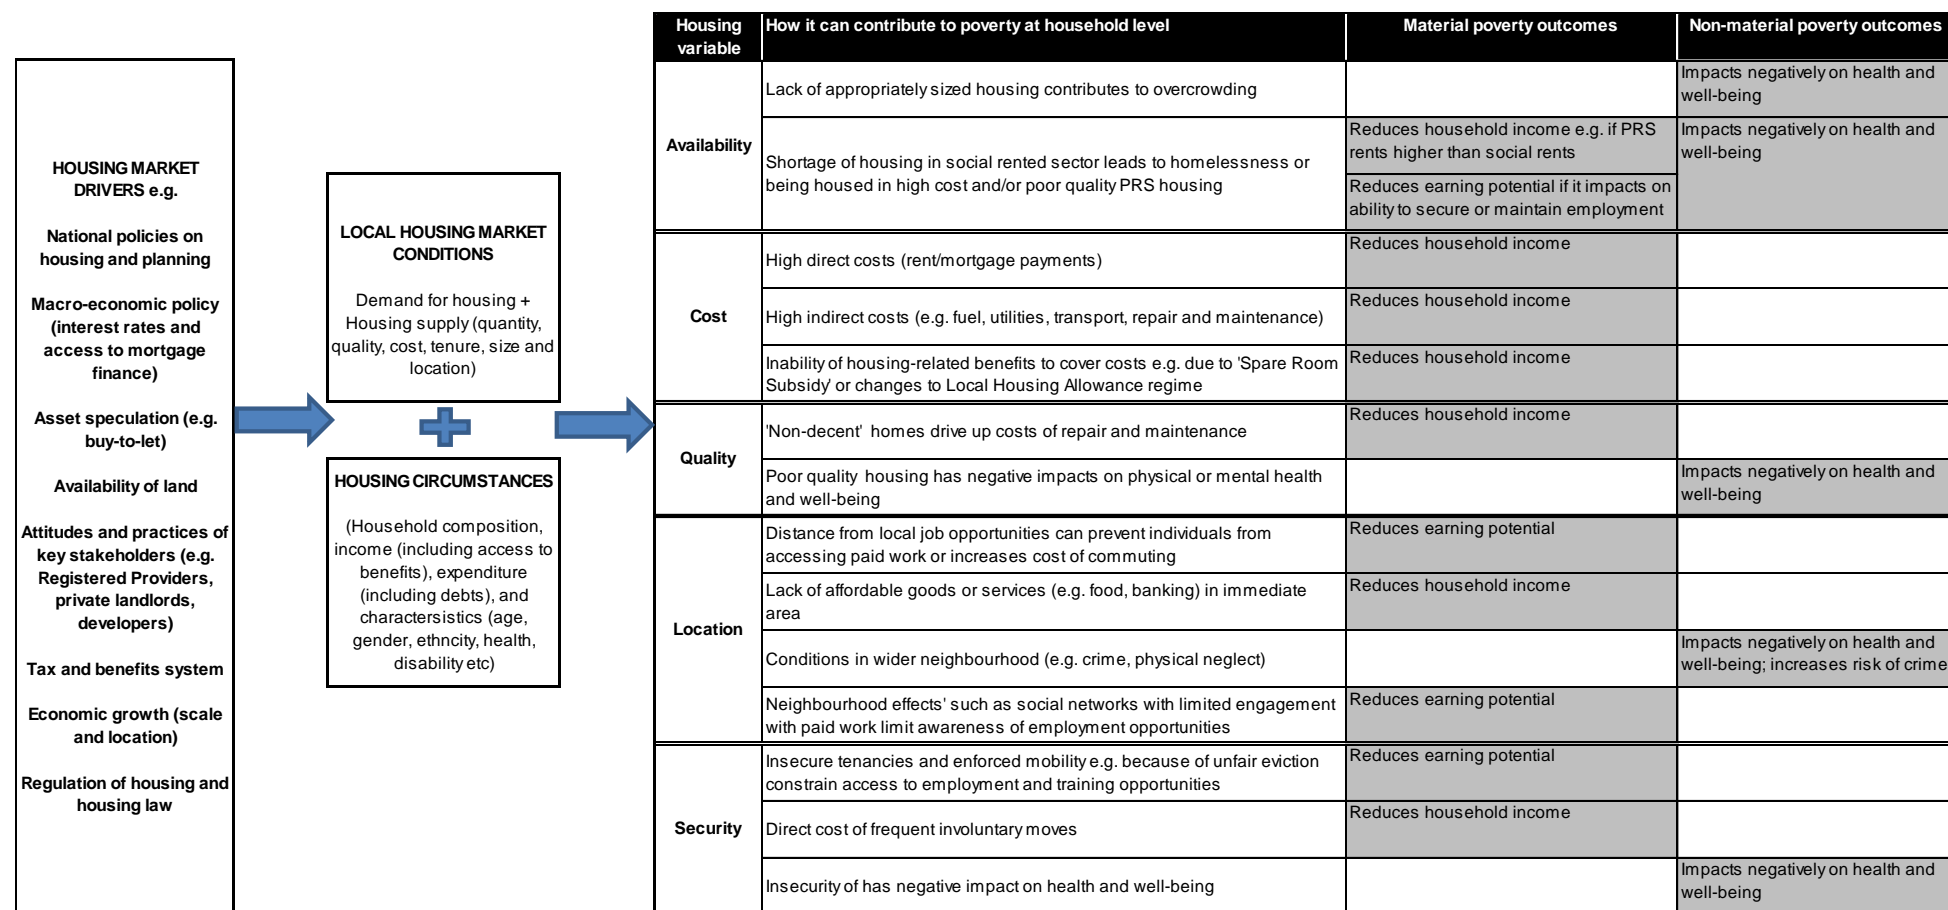 HOUSING MARKET
DRIVERS e.g.
National policies on
housing and planning
Macro-economic policy
(interest rates and
access to mortgage
finance)
Asset speculation (e.g.
buy-to-let)
Availability of land
Attitudes and practices of
key stakeholders (e.g.
Registered Providers,
private landlords,
developers)
Tax and benefits system
Economic growth (scale
and location)
Regulation of housing and
housing law
LOCAL HOUSING MARKET
CONDITIONS
Demand for housing +
Housing supply (quantity,
quality, cost, tenure, size and
location)
HOUSING CIRCUMSTANCES
(Household composition,
income (including access to
benefits), expenditure
(including debts), and
charactersistics (age,
gender, ethncity, health,
disability etc)
Housing
variable
How it can contribute to poverty at household level
Material poverty outcomes
Non-material poverty outcomes
Availability
Lack of appropriately sized housing contributes to overcrowding
Impacts negatively on health and
well-being
Shortage of housing in social rented sector leads to homelessness or
being housed in high cost and/or poor quality PRS housing
Reduces household income e.g. if PRS
rents higher than social rents
Reduces earning potential if it impacts on
ability to secure or maintain employment
Impacts negatively on health and
well-being
Cost
High direct costs (rent/mortgage payments)
Reduces household income
High indirect costs (e.g. fuel, utilities, transport, repair and maintenance)
Reduces household income
Inability of housing-related benefits to cover costs e.g. due to 'Spare Room
Subsidy' or changes to Local Housing Allowance regime
Reduces household income
Quality
'Non-decent' homes drive up costs of repair and maintenance
Reduces household income
Poor quality housing has negative impacts on physical or mental health
and well-being
Impacts negatively on health and
well-being
Location
Distance from local job opportunities can prevent individuals from
accessing paid work or increases cost of commuting
Reduces earning potential
Lack of affordable goods or services (e.g. food, banking) in immediate
area
Reduces household income
Conditions in wider neighbourhood (e.g. crime, physical neglect)
Impacts negatively on health and
well-being; increases risk of crime
Neighbourhood effects' such as social networks with limited engagement
with paid work limit awareness of employment opportunities
Reduces earning potential
Security
Insecure tenancies and enforced mobility e.g. because of unfair eviction
constrain access to employment and training opportunities
Reduces earning potential
Direct cost of frequent involuntary moves
Reduces household income
Insecurity of has negative impact on health and well-being
Impacts negatively on health and
well-being